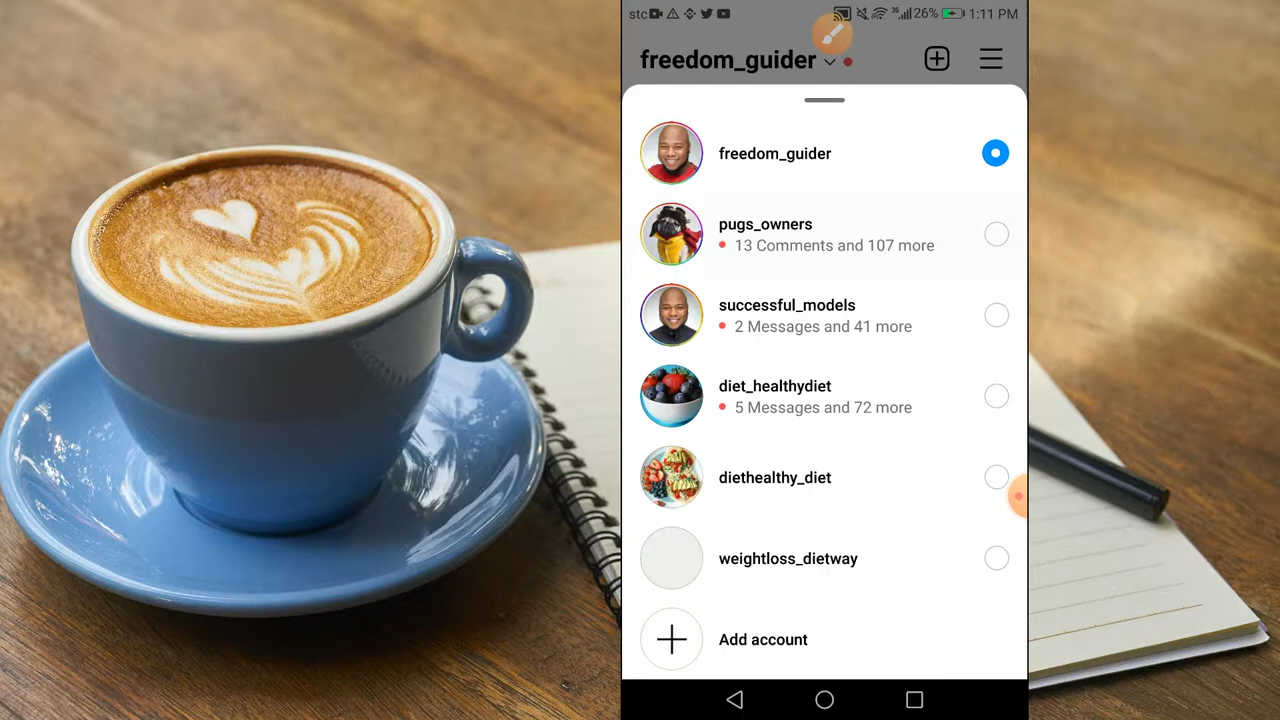 stc 26% 1:11 PM
freedom_guider
freedom_guider
pugs_owners
13 Comments and 107 more
successful_models
2 Messages and 41 more
diet_healthydiet
5 Messages and 72 more
diethealthy_diet
weightloss_dietway
Add account